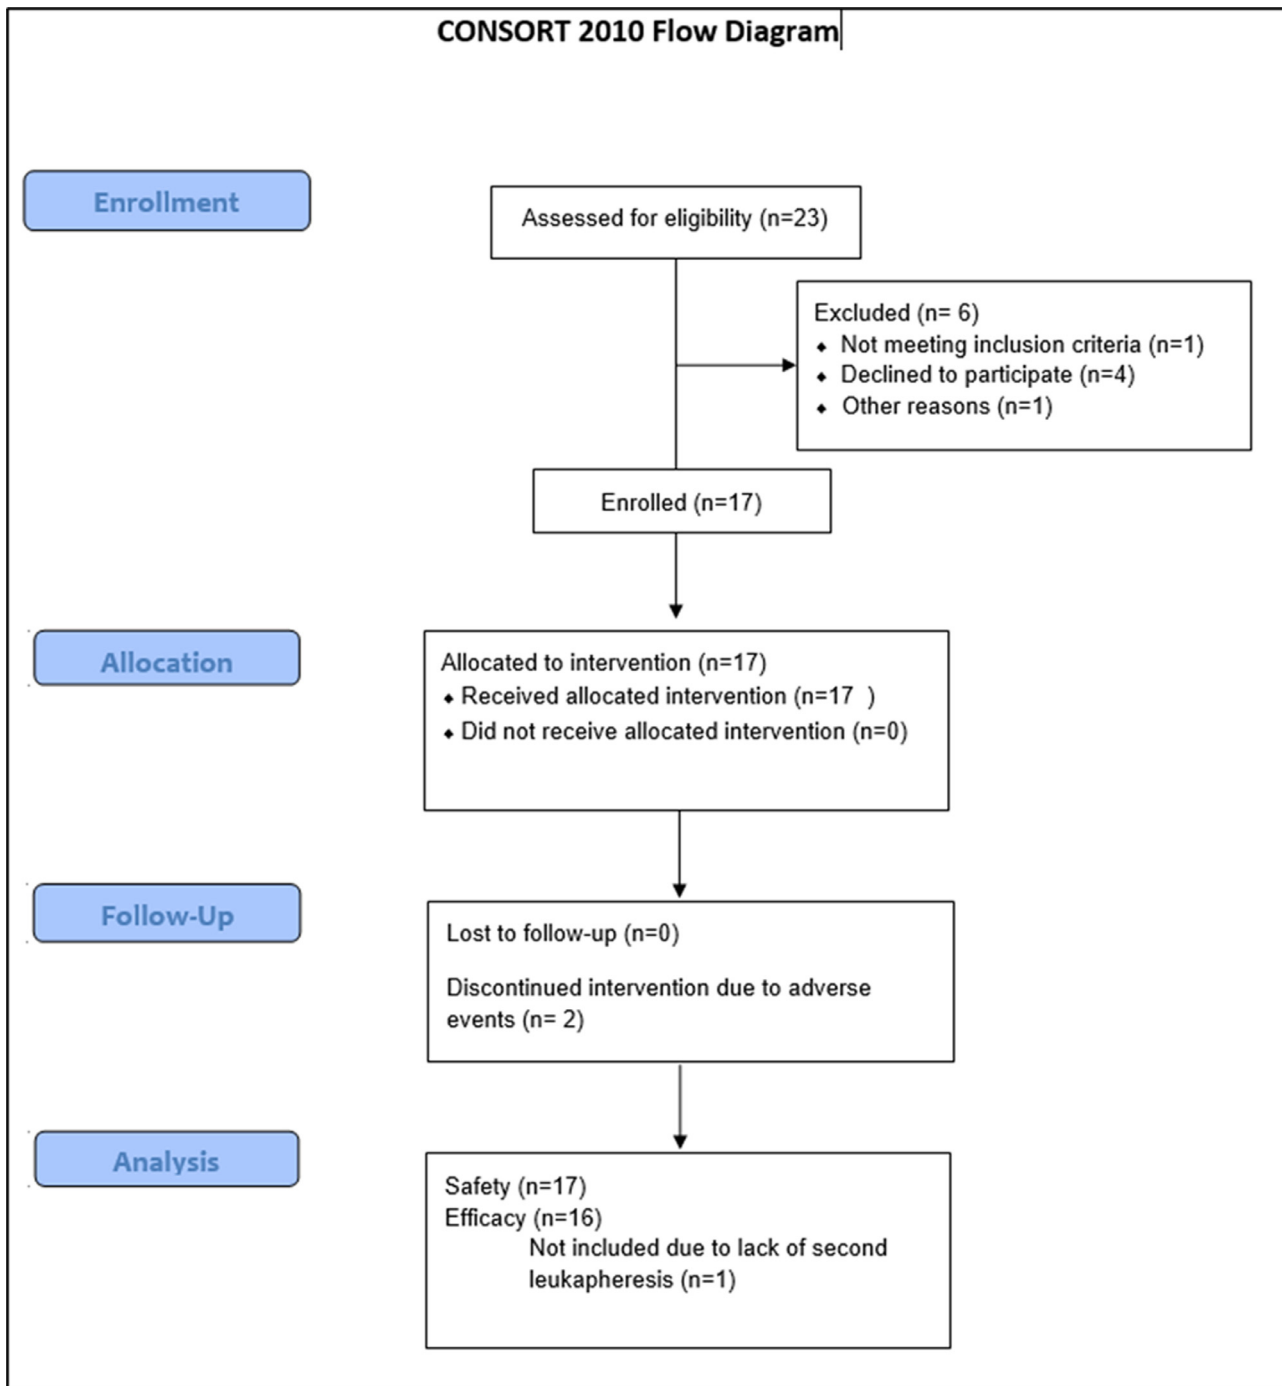 CONSORT 2010 Flow Diagram
Enrollment
Assessed for eligibility (n=23)
Excluded (n= 6)
♦ Not meeting inclusion criteria (n=1)
♦ Declined to participate (n=4)
♦ Other reasons (n=1)
Enrolled (n=17)
Allocation
Allocated to intervention (n=17)
♦ Received allocated intervention (n=17 )
♦ Did not receive allocated intervention (n=0)
Follow-Up
Lost to follow-up (n=0)
Discontinued intervention due to adverse
events (n= 2)
Analysis
Safety (n=17)
Efficacy (n=16)
Not included due to lack of second
leukapheresis (n=1)